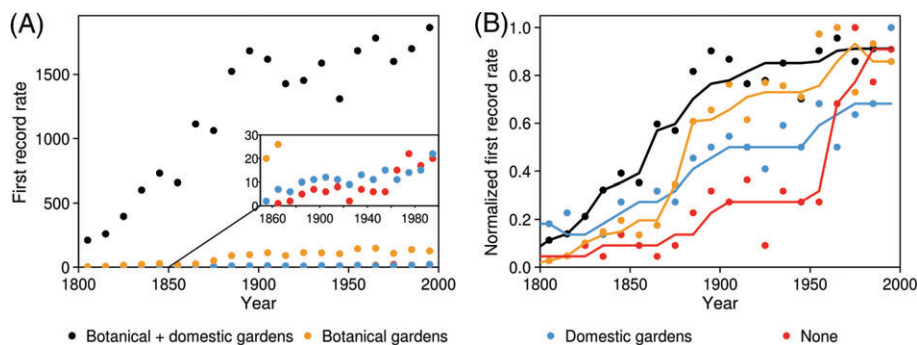 (A)
First record rate
1500
1000
500
0
30
20
10
0
1860 1900 1940 1980
1800 1850 1900 1950 2000
Year
(B)
Normalized first record rate
1.0
0.8
0.6
0.4
0.2
0.0
1800 1850 1900 1950 2000
Year
Botanical + domestic gardens Botanical gardens Domestic gardens None